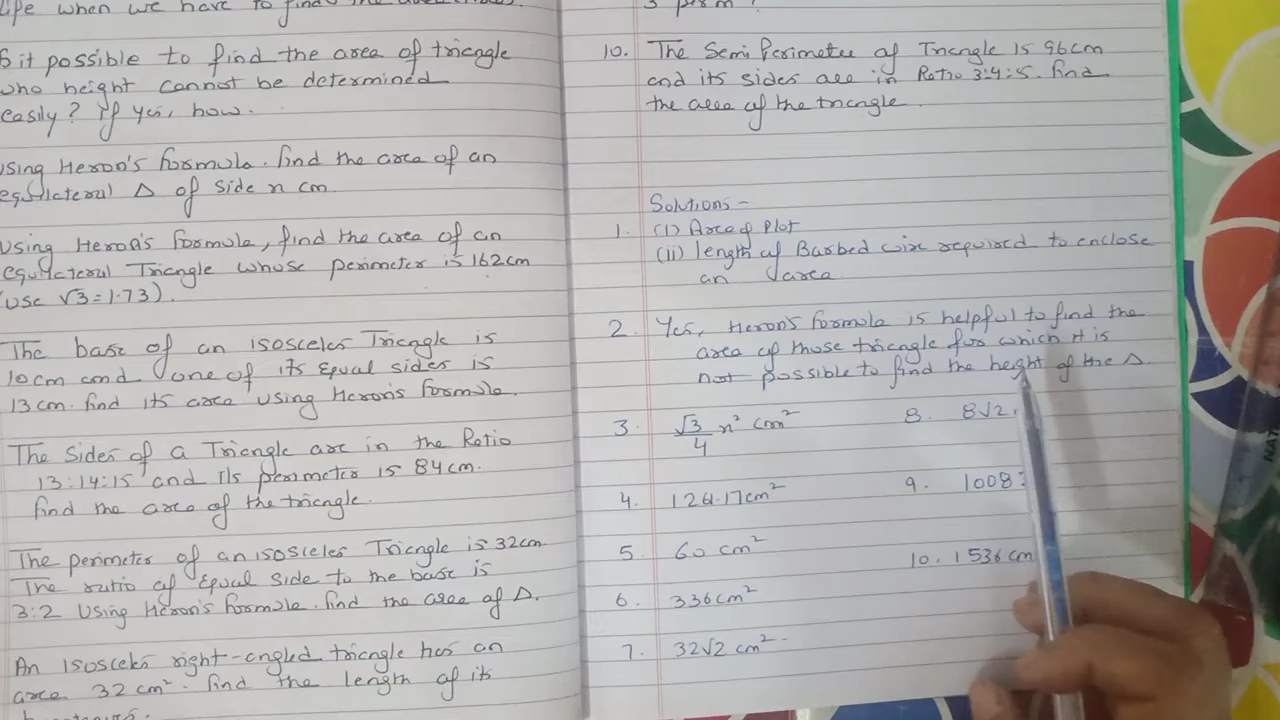 life when we have to find the
s it possible to find the area of triangle
who height cannot be determined
easily? If yes, how.
using Heron's formula. find the area of an
equilateral Δ of side n cm
Using Heron's formula, find the area of an
equilateral Triangle whose perimeter is 162cm
(use √3=1.73).
The base of an isosceles Triangle is
10cm and one of its equal sides is
13cm. find its area using Heron's formula.
The Sides of a Triangle are in the Ratio
13:14:15 and Its perimeter is 84cm.
find the area of the triangle.
The perimeter of an isosceles Triangle is 32cm
The ratio of equal side to the base is
3:2 Using Heron's formula. find the area of Δ.
An Isosceles right-angled triangle has an
area 32 cm². find the length of its
10. The Semi Perimeter of Triangle is 96cm
and its sides are in Ratio 3:4:5. find
the area of the triangle.
Solutions -
1. (i) Area of Plot
(ii) length of Barbed wire required to enclose
an area
2. Yes, Heron's formula is helpful to find the
area of those triangle for which it is
not possible to find the height of the Δ
3. √3/4 n² cm²
8. 8√2
4. 1261.17cm²
9. 1008
5. 60 cm²
10. 1536 cm
6. 336cm²
7. 32√2 cm²